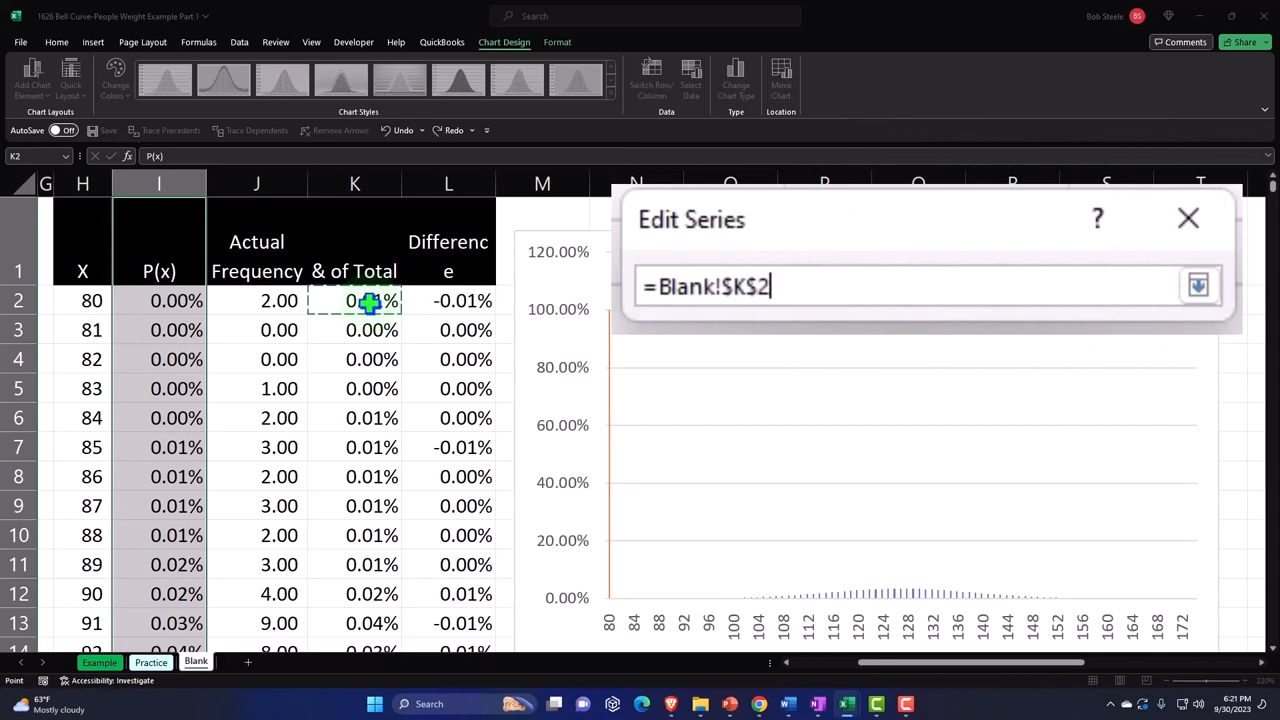 1626 Bell Curve-People Weight Example Part 1
Search
Bob Steele BS
File Home Insert Page Layout Formulas Data Review View Developer Help QuickBooks Chart Design Format
Comments Share
Add Chart Element
Quick Layout
Change Colors
Switch Row/ Column
Select Data
Change Chart Type
Move Chart
Chart Layouts Chart Styles Data Type Location
AutoSave Off Save Trace Precedents Trace Dependents Remove Arrows Undo Redo
K2 fx P(x)
G H I J K L M N O P Q R S T
1 X P(x) Actual Frequency & of Total Differenc e
2 80 0.00% 2.00 0. % -0.01%
3 81 0.00% 0.00 0.00% 0.00%
4 82 0.00% 0.00 0.00% 0.00%
5 83 0.00% 1.00 0.00% 0.00%
6 84 0.00% 2.00 0.01% 0.00%
7 85 0.01% 3.00 0.01% -0.01%
8 86 0.01% 2.00 0.01% 0.00%
9 87 0.01% 3.00 0.01% 0.00%
10 88 0.01% 2.00 0.01% 0.00%
11 89 0.02% 3.00 0.01% 0.00%
12 90 0.02% 4.00 0.02% 0.01%
13 91 0.03% 9.00 0.04% -0.01%
Edit Series ? ×
=Blank!$K$2
120.00%
100.00%
80.00%
60.00%
40.00%
20.00%
0.00%
80 84 88 92 96 100 104 108 112 116 120 124 128 132 136 140 144 148 152 156 160 164 168 172
Example Practice Blank +
Point Accessibility: Investigate 220%
63°F
Mostly cloudy
Search
6:21 PM
9/30/2023